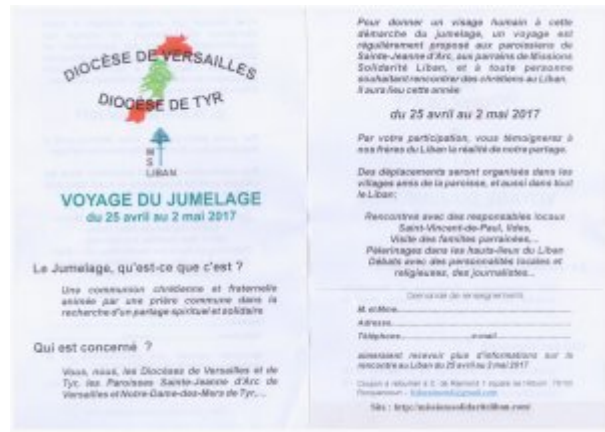 DIOCÈSE DE VERSAILLES
DIOCÈSE DE TYR
M
S
LIBAN
VOYAGE DU JUMELAGE
du 25 avril au 2 mai 2017
Le Jumelage, qu'est-ce que c'est ?
Une communion chrétienne et fraternelle
animée par une prière commune dans la
recherche d'un partage spirituel et solidaire
Qui est concerné ?
Vous, nous, les Diocèses de Versailles et de
Tyr, les Paroisses Sainte-Jeanne d'Arc de
Versailles et Notre-Dame-des-Mers de Tyr,...
Pour donner un visage humain à cette
démarche du jumelage, un voyage est
régulièrement proposé aux paroissiens de
Sainte-Jeanne d'Arc, aux parrains de Missions
Solidarité Liban, et à toute personne
souhaitant rencontrer des chrétiens au Liban.
Il aura lieu cette année
du 25 avril au 2 mai 2017
Par votre participation, vous témoignerez à
nos frères du Liban la réalité de notre partage.
Des déplacements seront organisés dans les
villages amis de la paroisse, et aussi dans tout
le Liban:
Rencontres avec des responsables locaux
Saint-Vincent-de-Paul,
Visite des familles parrainées,...
Pèlerinages dans les hauts-lieux du Liban
Débats avec des personnalités locales et
religieuses, des journalistes...
Demande de renseignements
M. et Mme
Adresse
Téléphone e-mail
aimeraient recevoir plus d'informations sur la
rencontre au Liban du 25 avril au 2 mai 2017
Coupon à retourner à
Site : http://missionssolidariteliban.com/